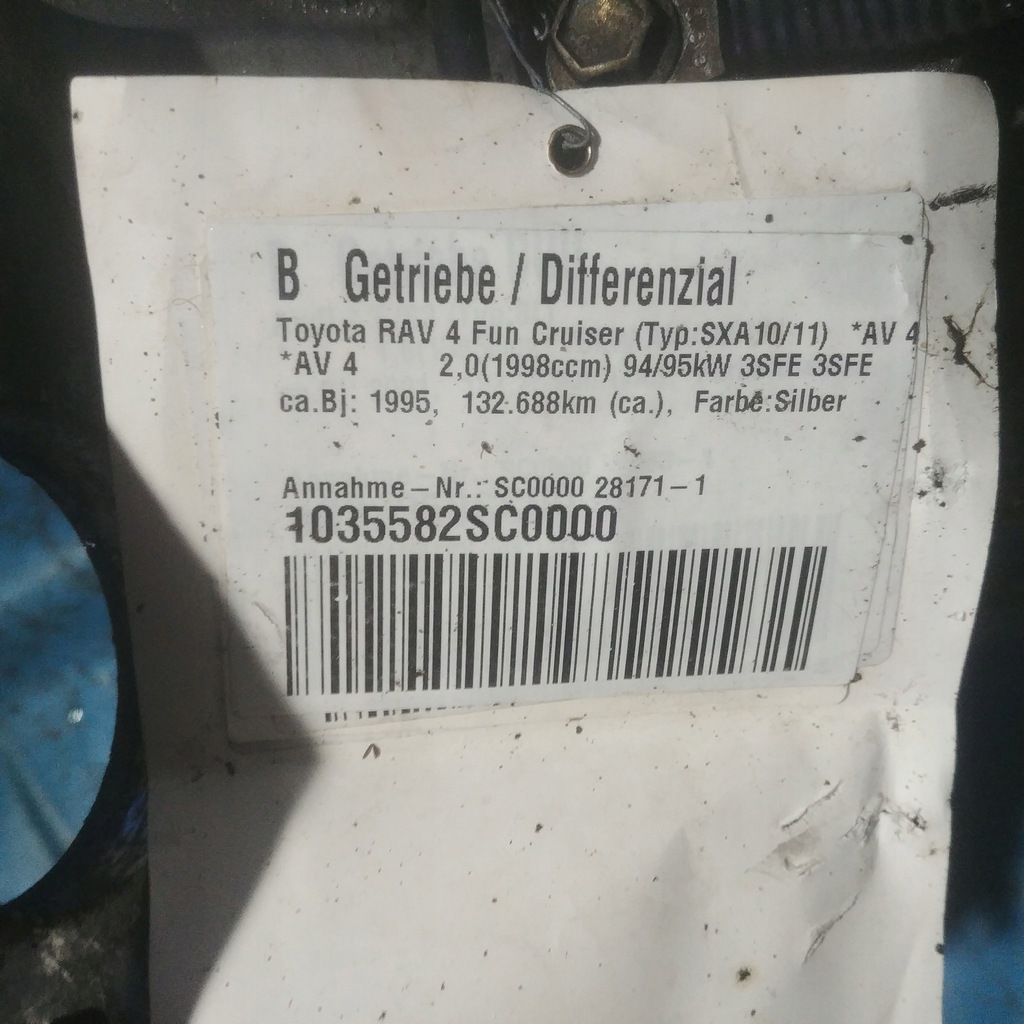 B Getriebe / Differenzial
Toyota RAV 4 Fun Cruiser (Typ:SXA10/11) *AV 4
*AV 4 2,0(1998ccm) 94/95kW 3SFE 3SFE
ca.Bj: 1995, 132.688km (ca.), Farbe:Silber
Annahme-Nr.: SC0000 28171-1
1035582SC0000